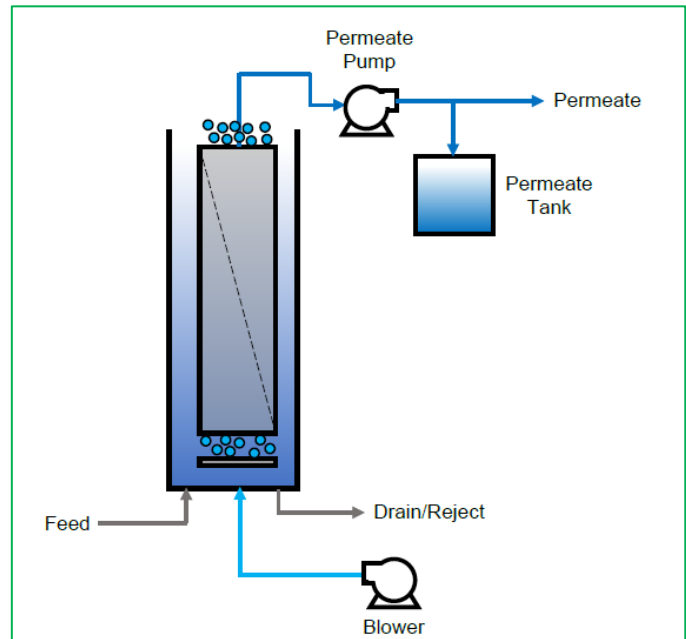 Permeate
Pump
Permeate
Permeate
Tank
Feed
Drain/Reject
Blower